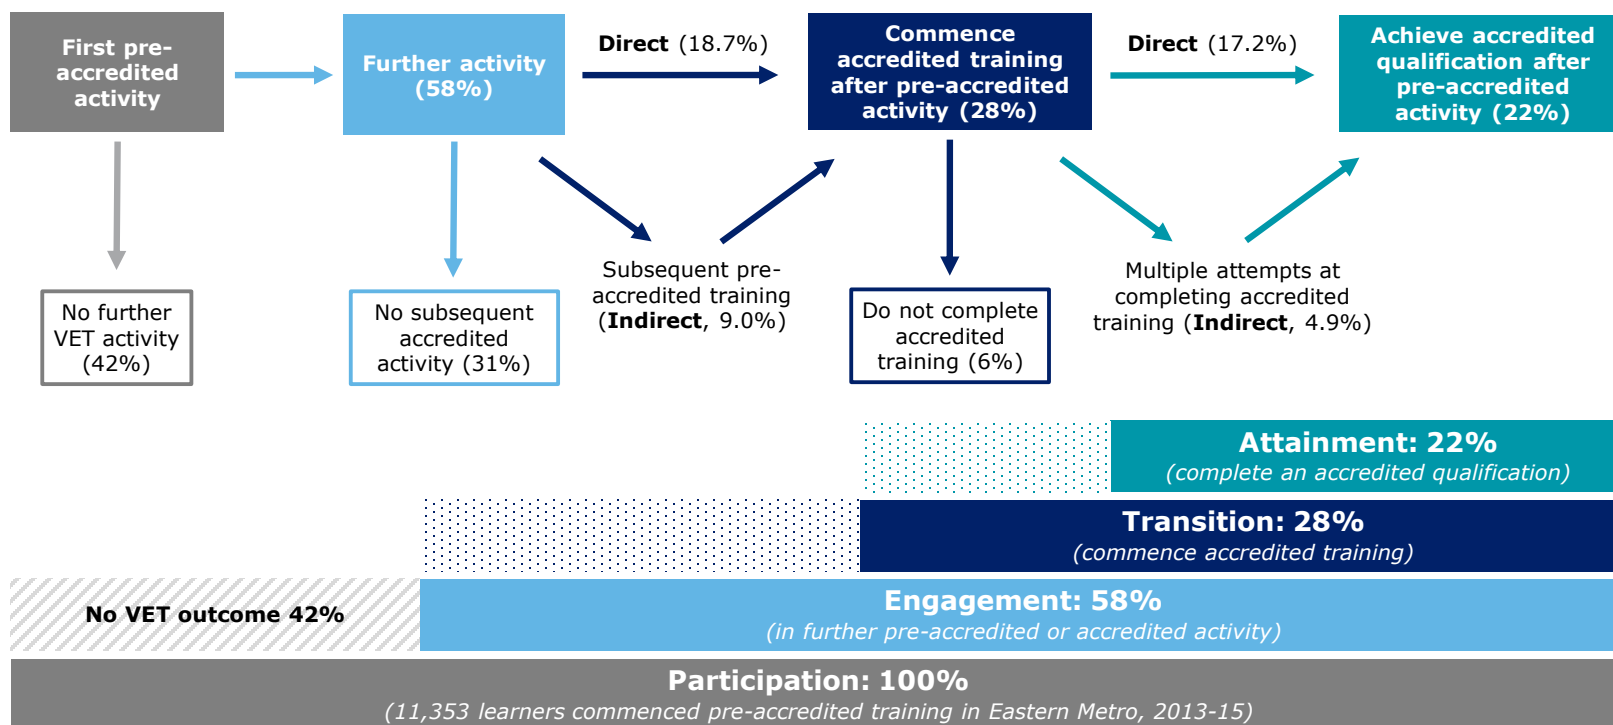 First pre-
accredited
activity
Further activity
(58%)
Direct (18.7%)
Commence
accredited training
after pre-accredited
activity (28%)
Direct (17.2%)
Achieve accredited
qualification after
pre-accredited
activity (22%)
No further
VET activity
(42%)
No subsequent
accredited
activity (31%)
Subsequent pre-
accredited training
(Indirect, 9.0%)
Do not complete
accredited
training (6%)
Multiple attempts at
completing accredited
training (Indirect, 4.9%)
Attainment: 22%
(complete an accredited qualification)
Transition: 28%
(commence accredited training)
No VET outcome 42%
Engagement: 58%
(in further pre-accredited or accredited activity)
Participation: 100%
(11,353 learners commenced pre-accredited training in Eastern Metro, 2013-15)